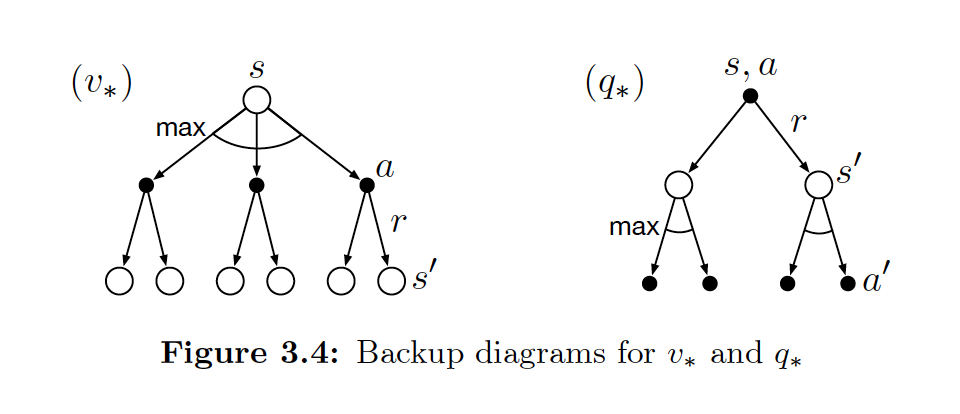 (v∗)
s
max
a
r
s′
(q∗)
s, a
r
s′
max
a′
Figure 3.4: Backup diagrams for v∗ and q∗